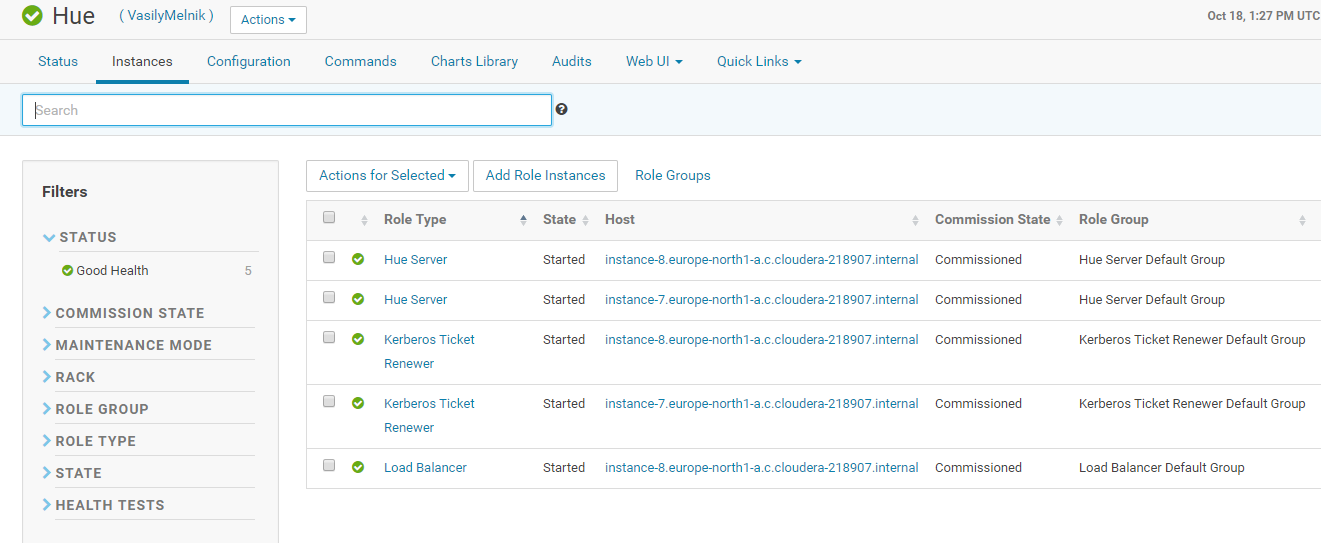 Hue ( VasilyMelnik ) Actions Oct 18, 1:27 PM UTC
Status Instances Configuration Commands Charts Library Audits Web UI Quick Links
Search ?
Filters
STATUS
Good Health 5
COMMISSION STATE
MAINTENANCE MODE
RACK
ROLE GROUP
ROLE TYPE
STATE
HEALTH TESTS
Actions for Selected Add Role Instances Role Groups
Role Type State Host Commission State Role Group
Hue Server Started instance-8.europe-north1-a.c.cloudera-218907.internal Commissioned Hue Server Default Group
Hue Server Started instance-7.europe-north1-a.c.cloudera-218907.internal Commissioned Hue Server Default Group
Kerberos Ticket Started instance-8.europe-north1-a.c.cloudera-218907.internal Commissioned Kerberos Ticket Renewer Default Group
Renewer
Kerberos Ticket Started instance-7.europe-north1-a.c.cloudera-218907.internal Commissioned Kerberos Ticket Renewer Default Group
Renewer
Load Balancer Started instance-8.europe-north1-a.c.cloudera-218907.internal Commissioned Load Balancer Default Group